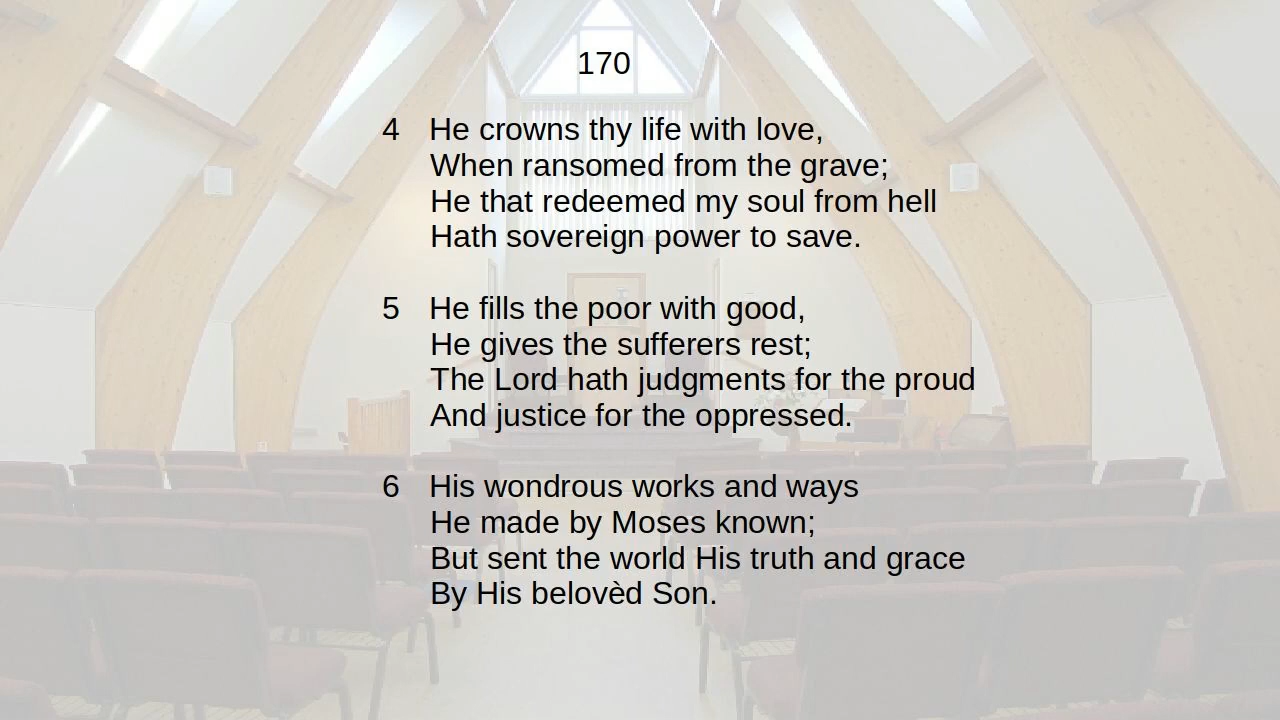 170
4 He crowns thy life with love,
When ransomed from the grave;
He that redeemed my soul from hell
Hath sovereign power to save.
5 He fills the poor with good,
He gives the sufferers rest;
The Lord hath judgments for the proud
And justice for the oppressed.
6 His wondrous works and ways
He made by Moses known;
But sent the world His truth and grace
By His belovèd Son.